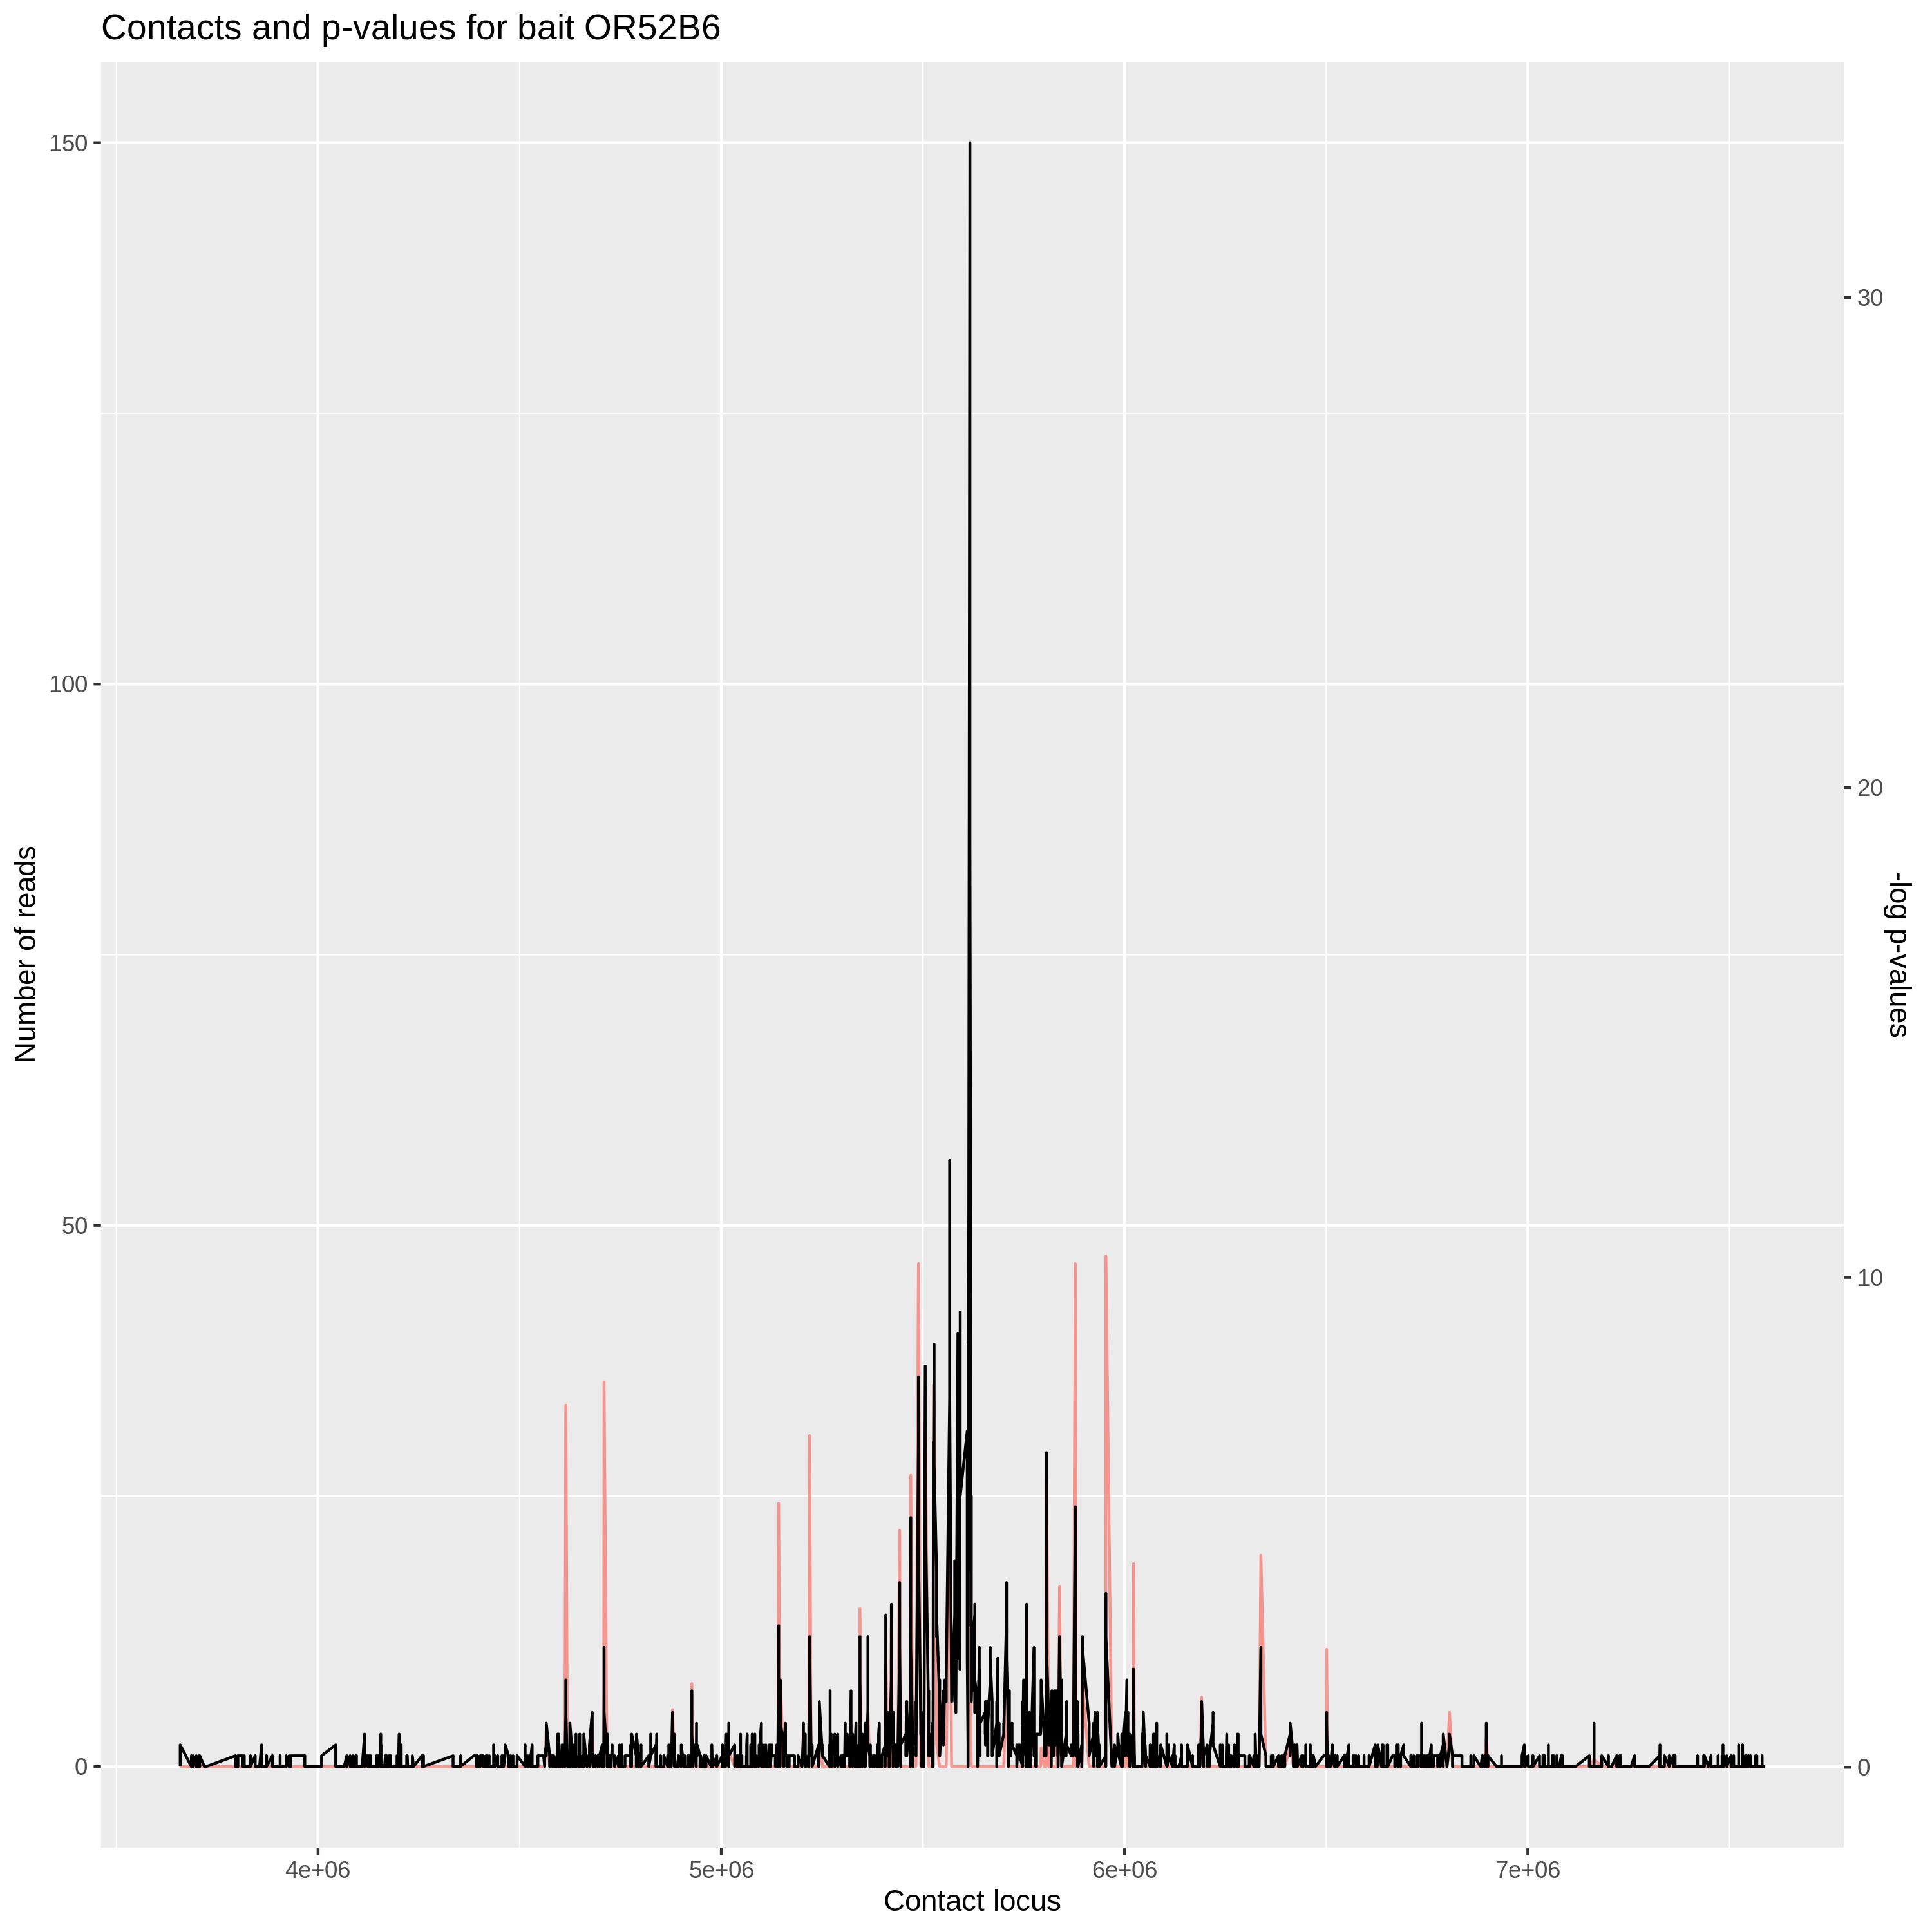 Contacts and p-values for bait OR52B6
150
100
50
0
30
20
10
0
Number of reads
-log p-values
4e+06 5e+06 6e+06 7e+06
Contact locus